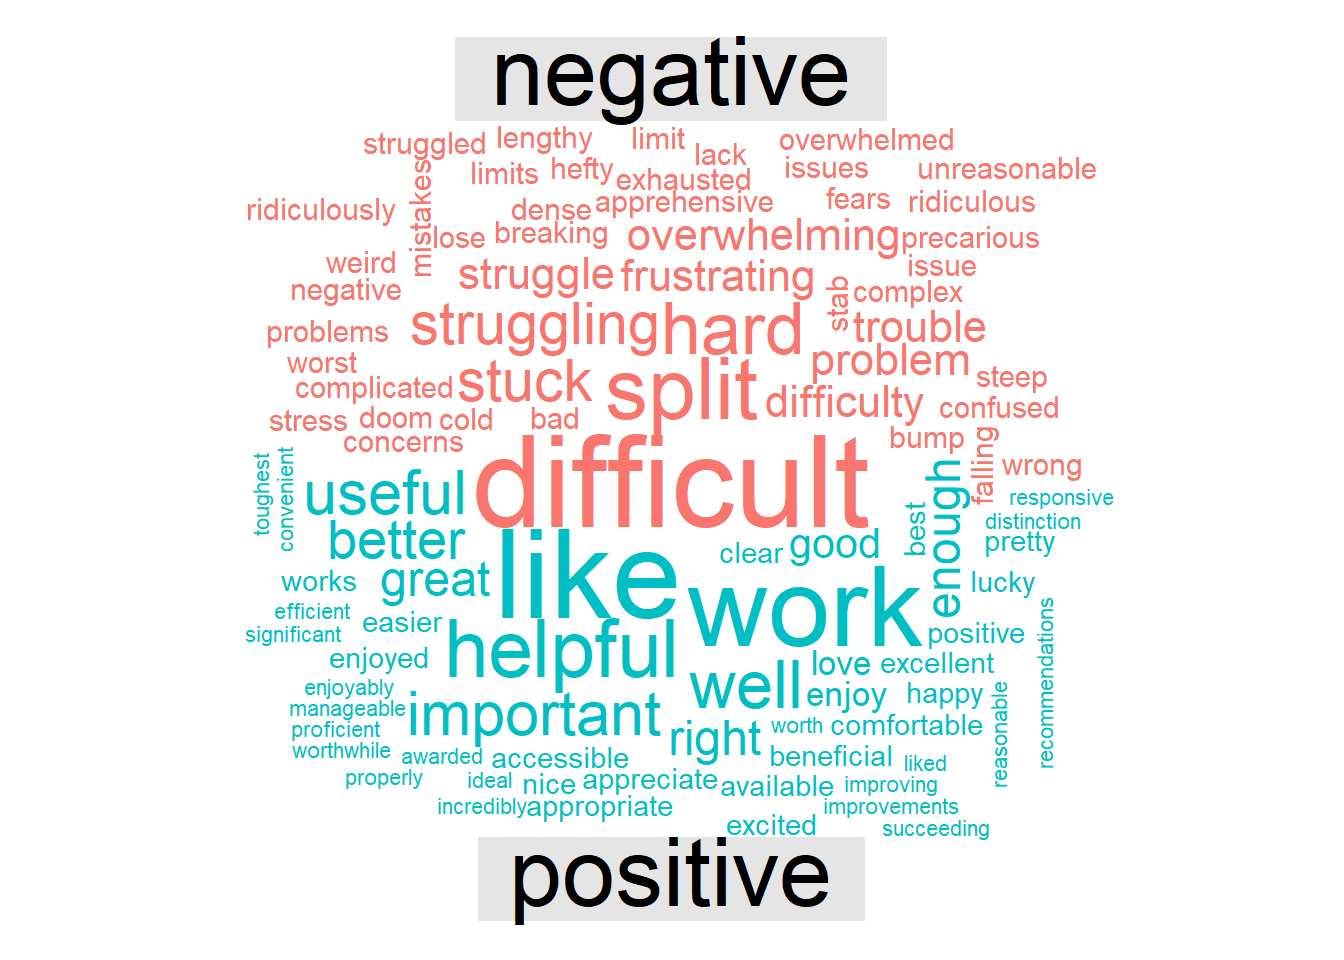 negative
struggled lengthy limit lack overwhelmed
limits hefty exhausted issues unreasonable
ridiculously mistakes dense apprehensive fears ridiculous
lose breaking overwhelming precarious
weird struggle frustrating issue
negative stab complex
problems struggling hard trouble
worst problem
complicated stuck split difficulty steep
stress doom cold bad confused
concerns bump
difficult falling wrong
toughest convenient useful enough responsive
better best distinction
clear good pretty
works great like work lucky
efficient easier
significant helpful positive
enjoyed love excellent recommendations
enjoyably well enjoy happy
manageable important reasonable
proficient right worth comfortable
worthwhile awarded accessible beneficial liked
properly ideal nice appreciate available improving
incredibly appropriate improvements
excited succeeding
positive